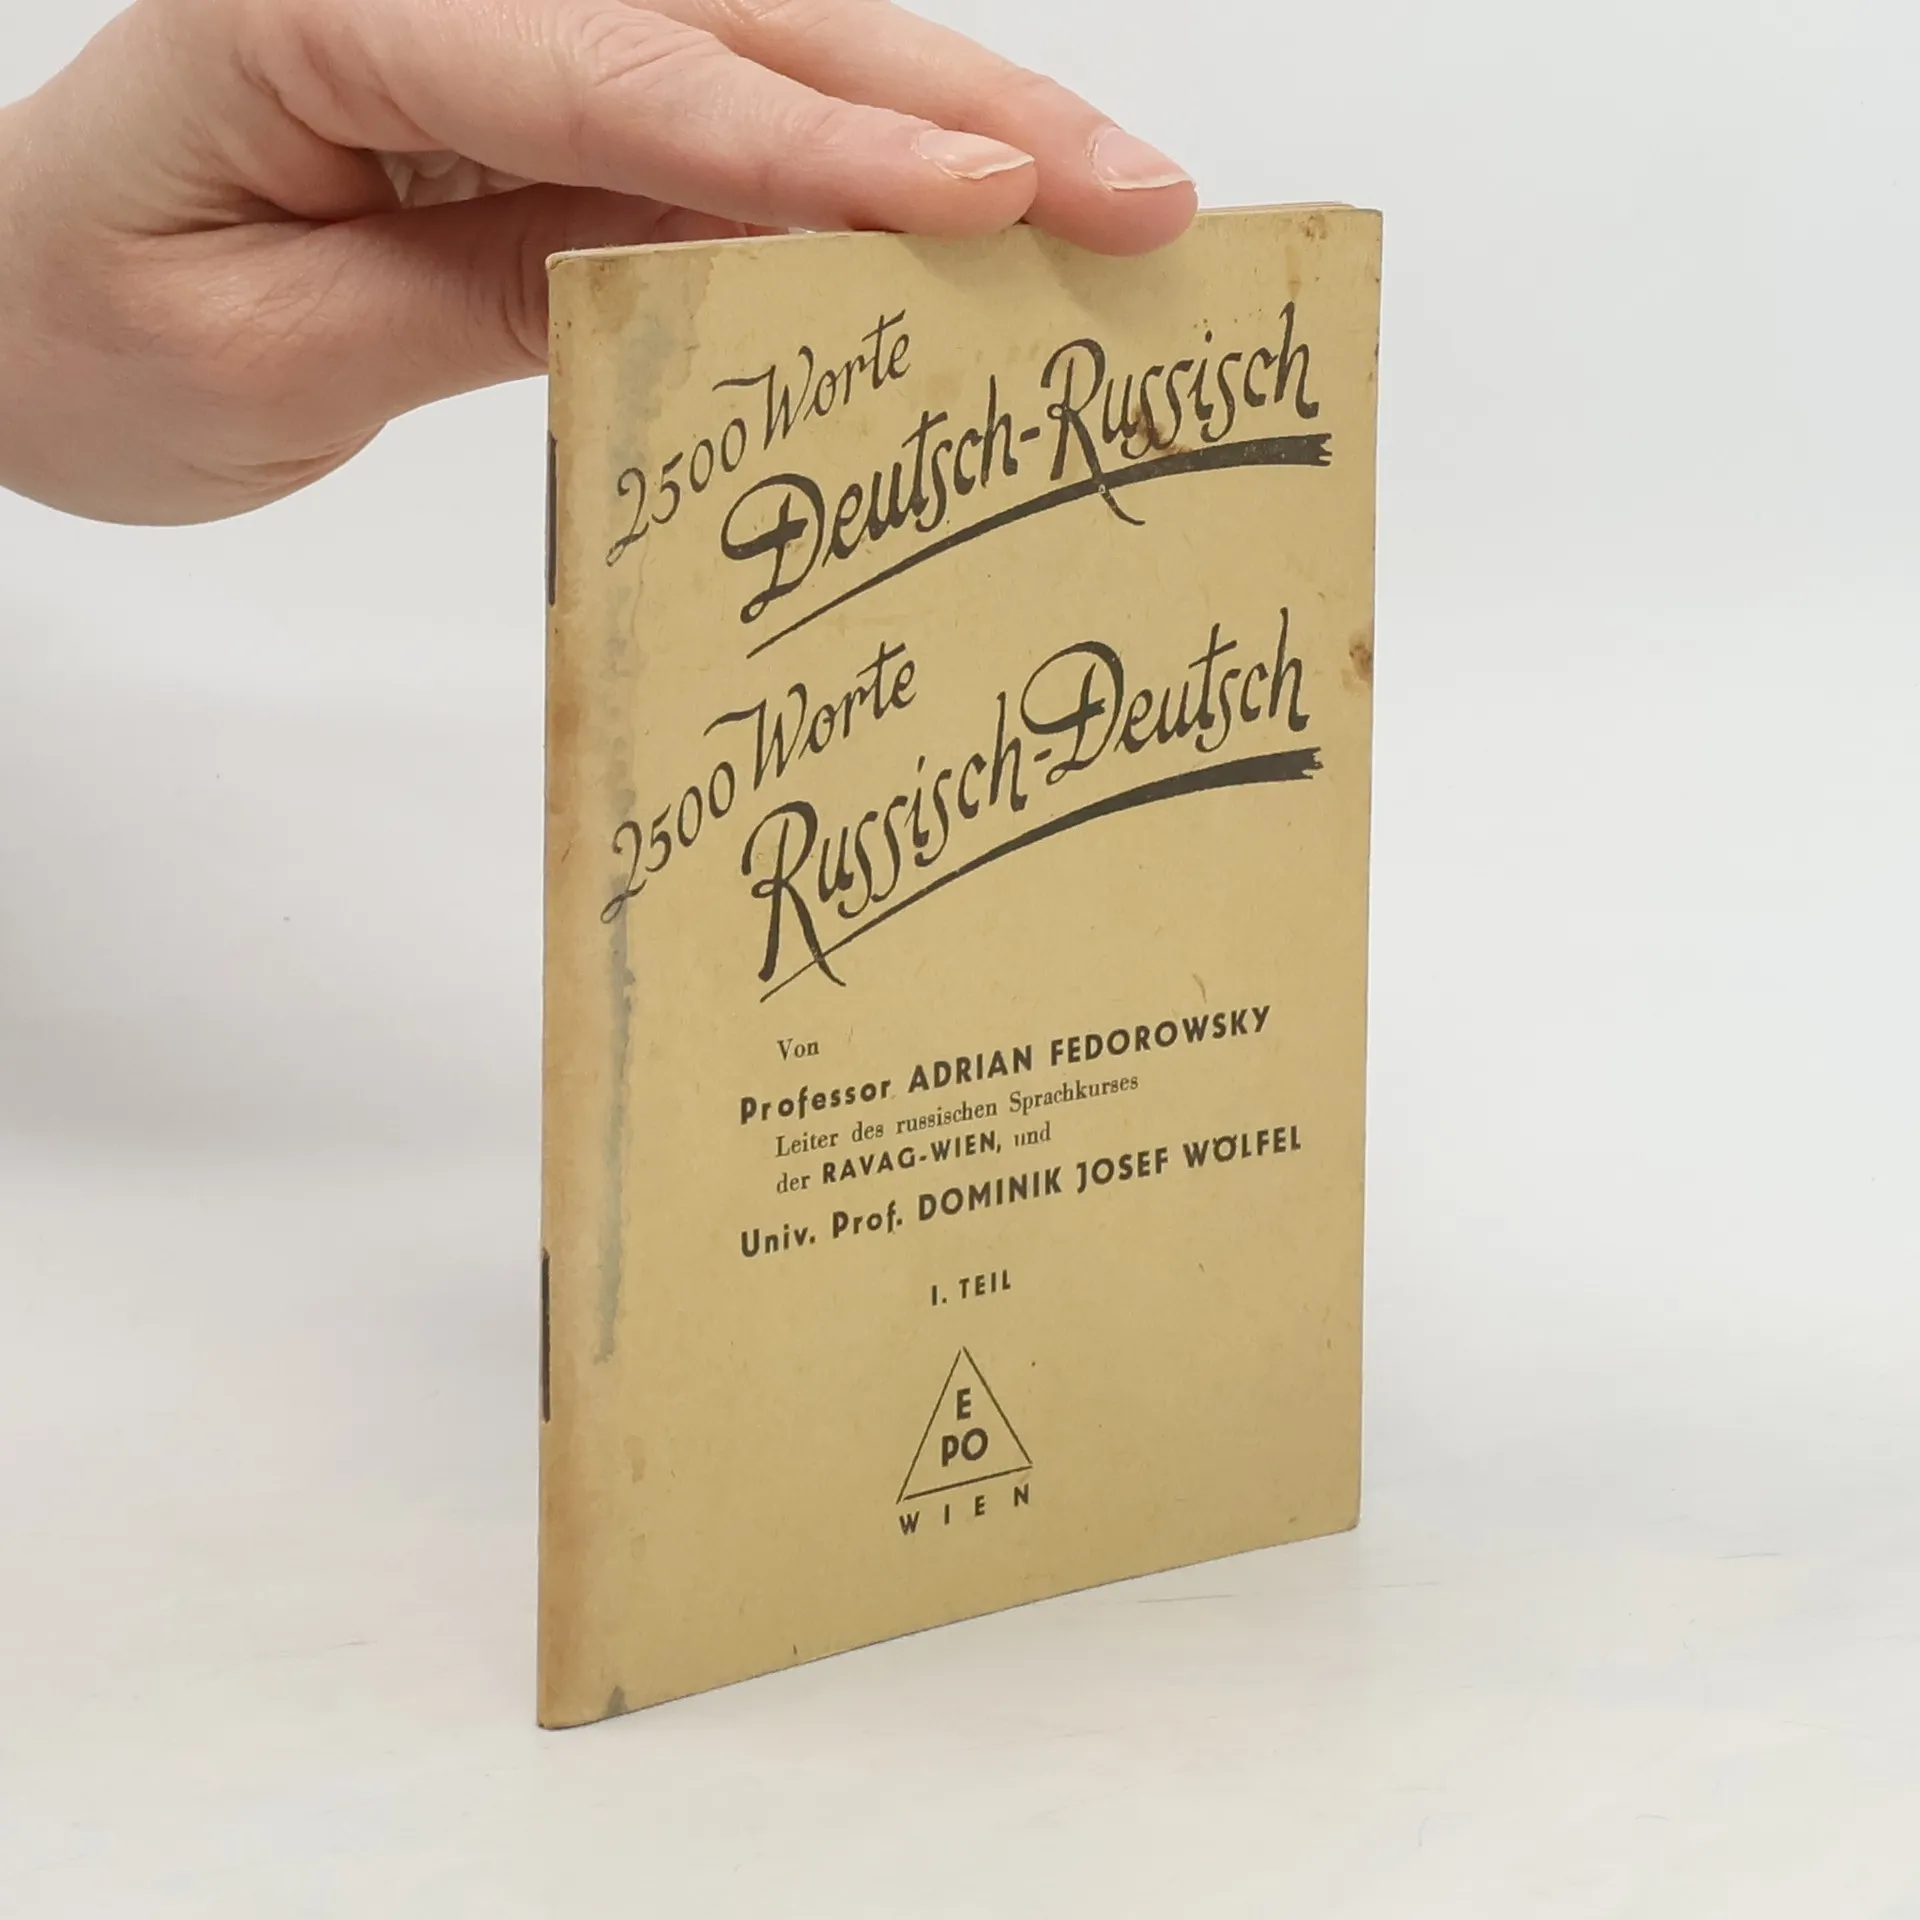 2500 Worte
Deutsch-Russisch
2500 Worte
Russisch-Deutsch
Von
Professor ADRIAN FEDOROWSKY
Leiter des russischen Sprachkurses
der RAVAG-WIEN, und
Univ. Prof. DOMINIK JOSEF WÖLFEL
I. TEIL
E
PO
WIEN